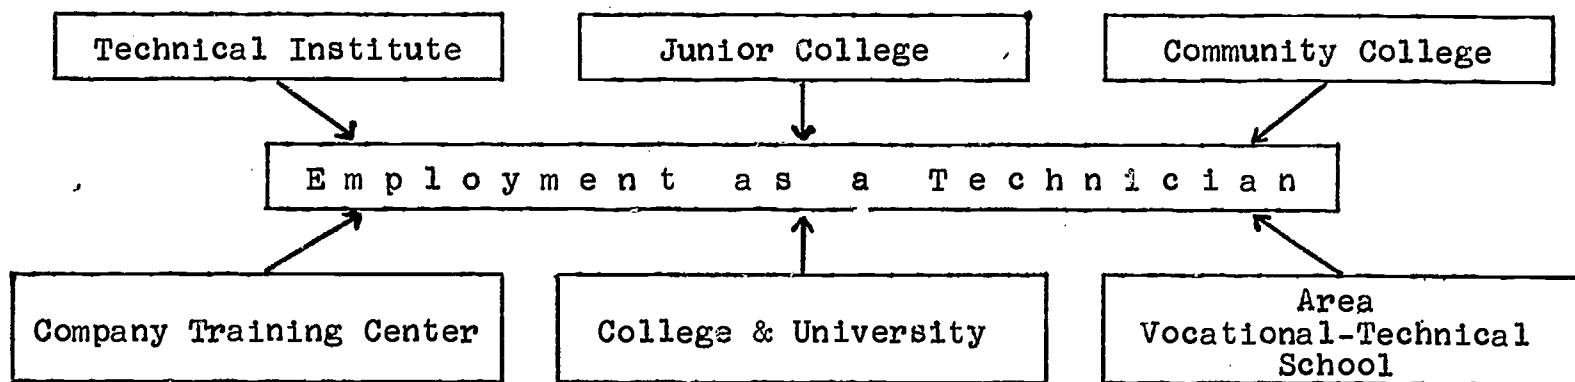 Technical Institute
Junior College
Community College
Employment as a Technician
Company Training Center
College & University
Area
Vocational-Technical
School